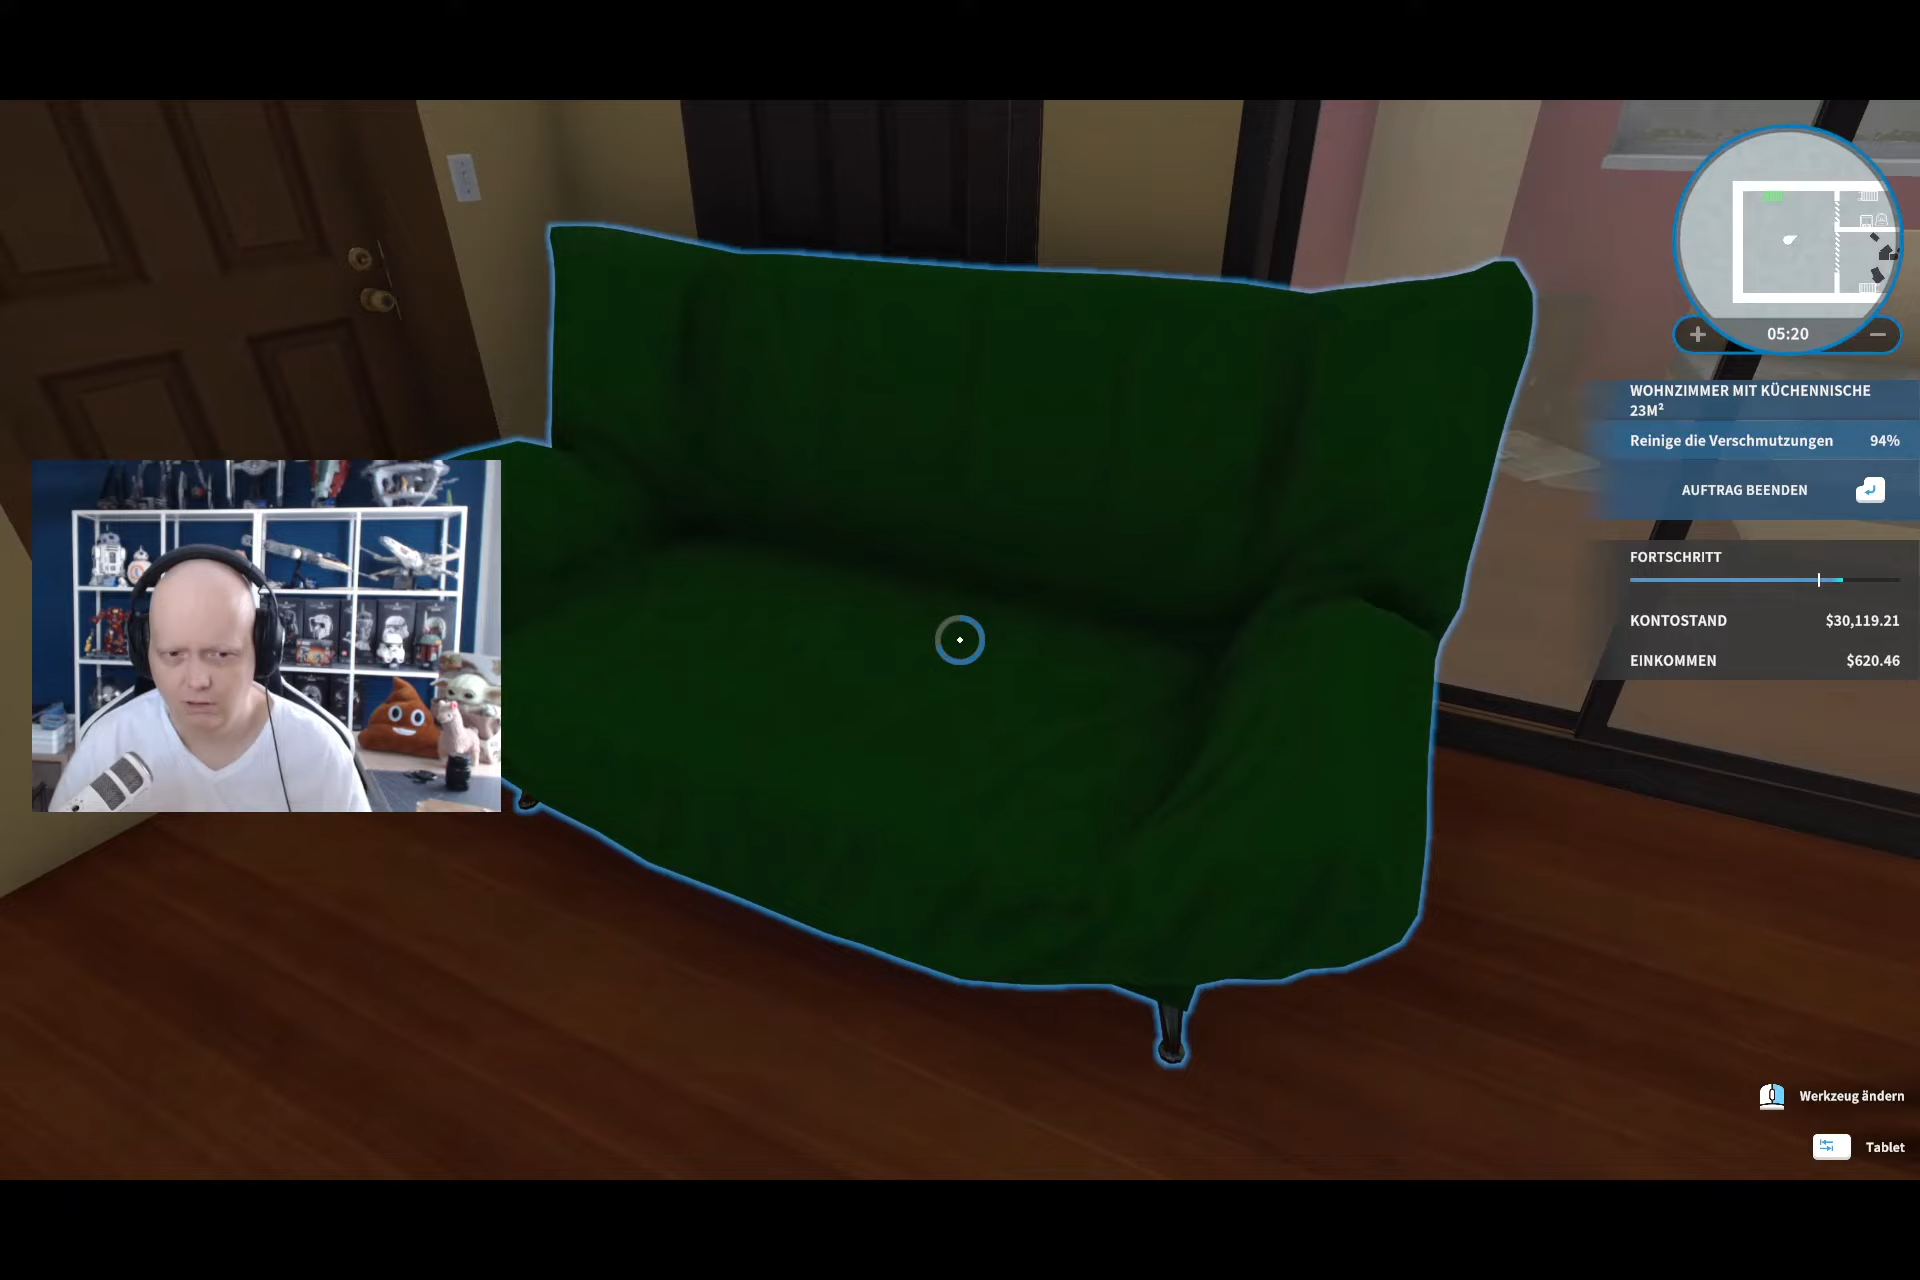 05:20
WOHNZIMMER MIT KÜCHENNISCHE
23M²
Reinige die Verschmutzungen 94%
AUFTRAG BEENDEN
FORTSCHRITT
KONTOSTAND $30,119.21
EINKOMMEN $620.46
Werkzeug ändern
Tablet